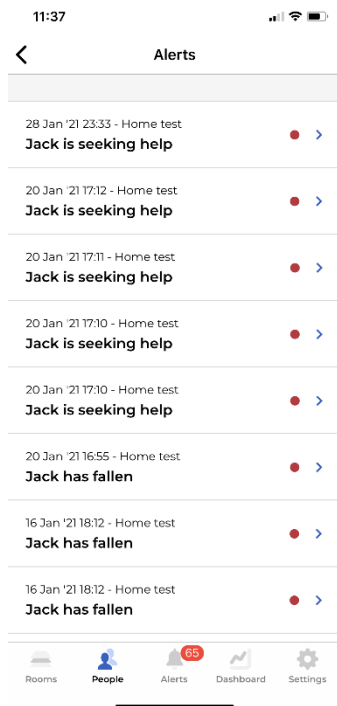 11:37
Alerts
28 Jan '21 23:33 - Home test
Jack is seeking help
20 Jan '21 17:12 - Home test
Jack is seeking help
20 Jan '21 17:11 - Home test
Jack is seeking help
20 Jan '21 17:10 - Home test
Jack is seeking help
20 Jan '21 17:10 - Home test
Jack is seeking help
20 Jan '21 16:55 - Home test
Jack has fallen
16 Jan '21 18:12 - Home test
Jack has fallen
16 Jan '21 18:12 - Home test
Jack has fallen
65
Rooms People Alerts Dashboard Settings